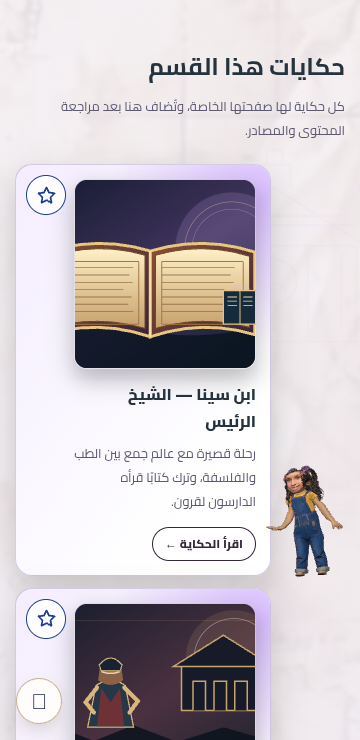 حكايات هذا القسم
كل حكاية لها صفحتها الخاصة، وتُضاف هنا بعد مراجعة
المحتوى والمصادر.
ابن سينا — الشيخ
الرئيس
رحلة قصيرة مع عالم جمع بين الطب
والفلسفة، وترك كتابًا قرأه
الدارسون لقرون.
اقرأ الحكاية ←